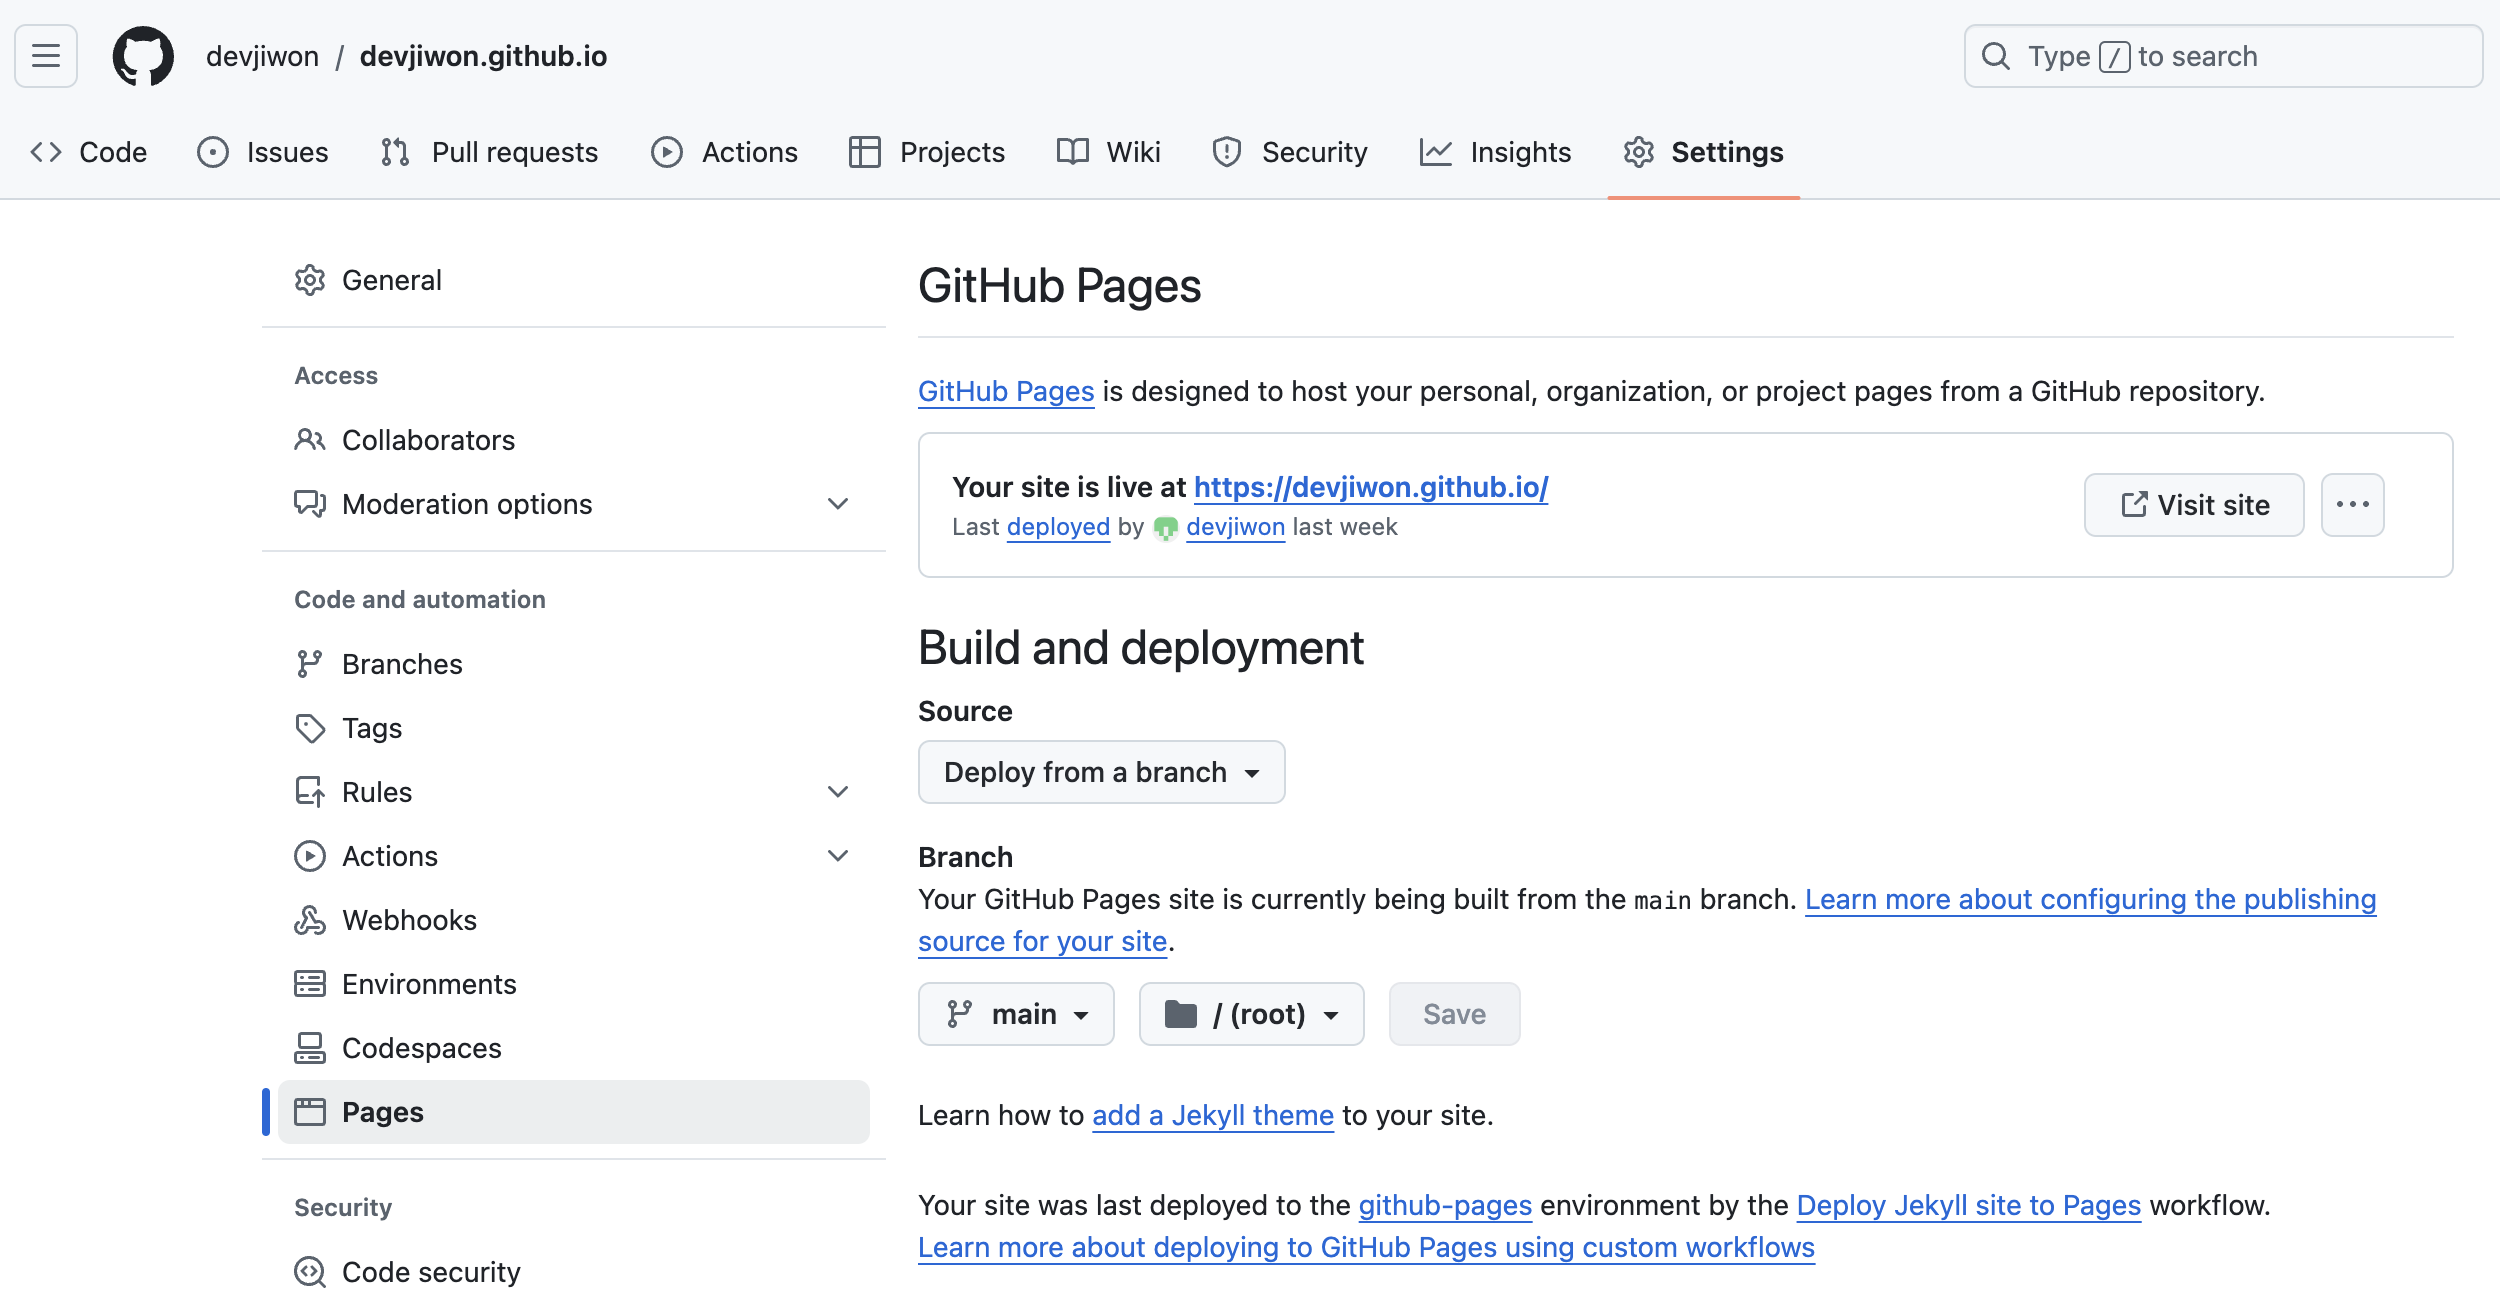 devjiwon / devjiwon.github.io
Type / to search
Code Issues Pull requests Actions Projects Wiki Security Insights Settings
General
Access
Collaborators
Moderation options
Code and automation
Branches
Tags
Rules
Actions
Webhooks
Environments
Codespaces
Pages
Security
Code security
GitHub Pages
GitHub Pages is designed to host your personal, organization, or project pages from a GitHub repository.
Your site is live at https://devjiwon.github.io/
Last deployed by devjiwon last week
Visit site
Build and deployment
Source
Deploy from a branch
Branch
Your GitHub Pages site is currently being built from the main branch. Learn more about configuring the publishing
source for your site.
main / (root) Save
Learn how to add a Jekyll theme to your site.
Your site was last deployed to the github-pages environment by the Deploy Jekyll site to Pages workflow.
Learn more about deploying to GitHub Pages using custom workflows